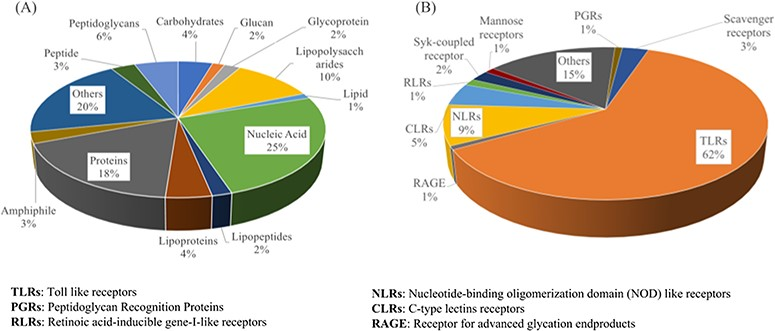 (A)
Peptidoglycans
6%
Carbohydrates
4%
Glucan
2%
Glycoprotein
2%
Lipopolysacch
arides
10%
Lipid
1%
Nucleic Acid
25%
Lipopeptides
2%
Lipoproteins
4%
Proteins
18%
Amphiphile
3%
Others
20%
Peptide
3%
(B)
PGRs
1%
Scavenger
receptors
3%
TLRs
62%
RAGE
1%
NLRs
9%
CLRs
5%
RLRs
1%
Syk-coupled
receptor
2%
Mannose
receptors
1%
Others
15%
TLRs: Toll like receptors
PGRs: Peptidoglycan Recognition Proteins
RLRs: Retinoic acid-inducible gene-I-like receptors
NLRs: Nucleotide-binding oligomerization domain (NOD) like receptors
CLRs: C-type lectins receptors
RAGE: Receptor for advanced glycation endproducts